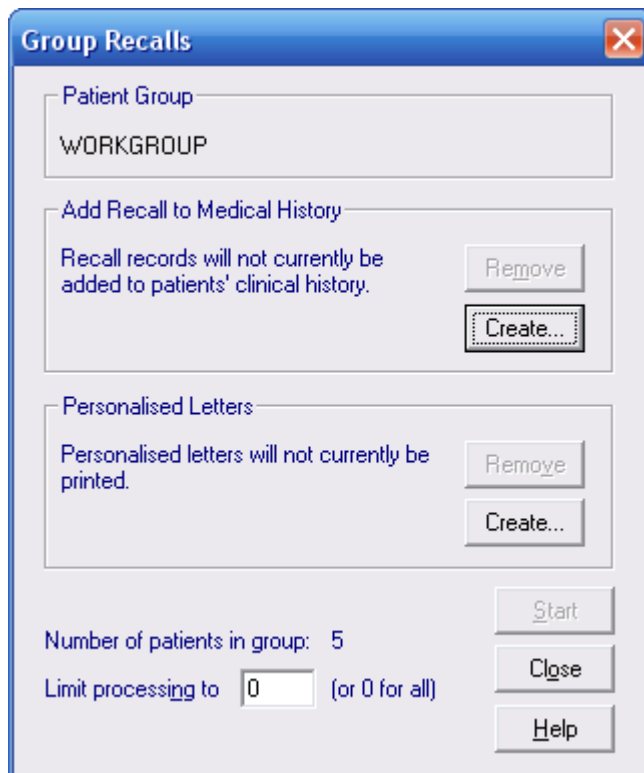 Group Recalls
Patient Group
WORKGROUP
Add Recall to Medical History
Recall records will not currently be
added to patients' clinical history.
Remove
Create...
Personalised Letters
Personalised letters will not currently be
printed.
Remove
Create...
Start
Number of patients in group: 5
Close
Limit processing to 0 (or 0 for all)
Help